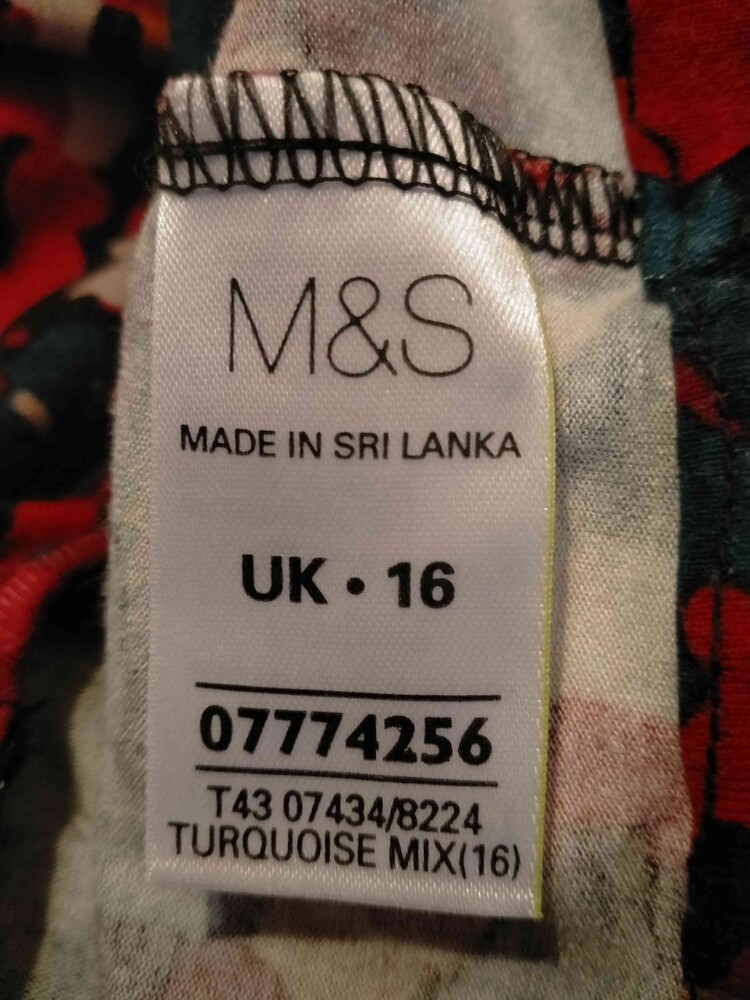 M&S
MADE IN SRI LANKA
UK • 16
07774256
T43 07434/8224
TURQUOISE MIX(16)